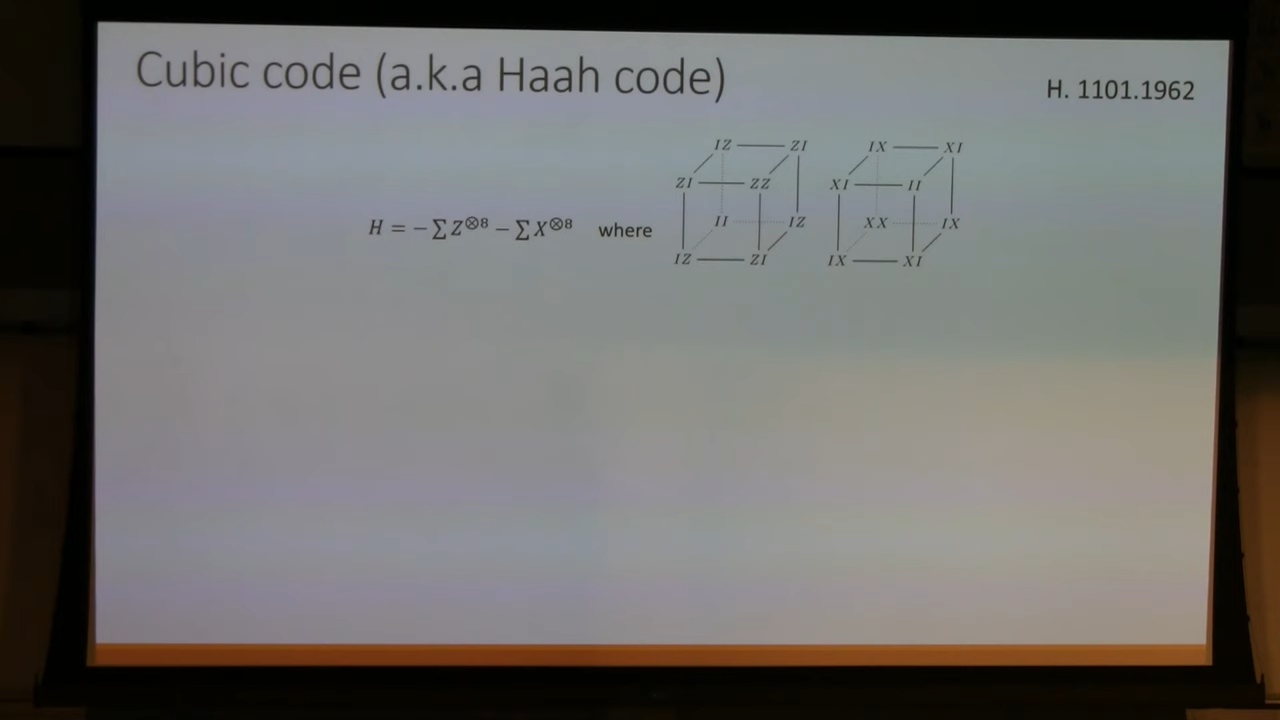 Cubic code (a.k.a Haah code)
H. 1101.1962
IZ ZI IX XI
ZI ZZ XI II
H = −∑Z⊗8 − ∑X⊗8 where II IZ XX IX
IZ ZI IX XI